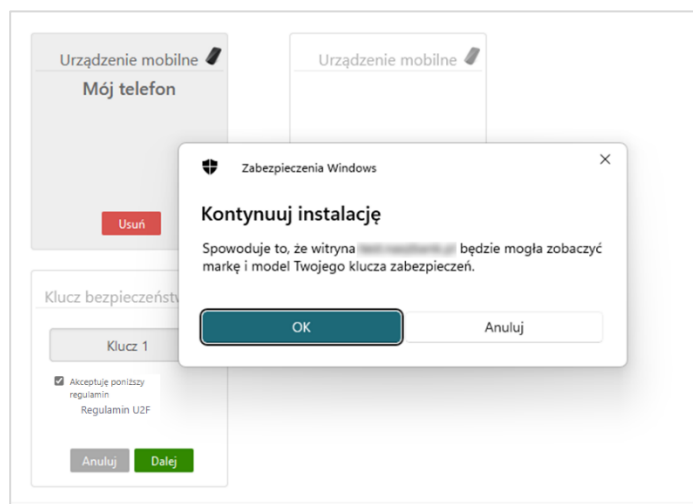 Urządzenie mobilne
Mój telefon
Usuń
Urządzenie mobilne
Zabezpieczenia Windows
Kontynuuj instalację
Spowoduje to, że witryna będzie mogła zobaczyć
markę i model Twojego klucza zabezpieczeń.
OK
Anuluj
Klucz bezpieczeństw
Klucz 1
Akceptuję poniższy
regulamin
Regulamin U2F
Anuluj
Dalej